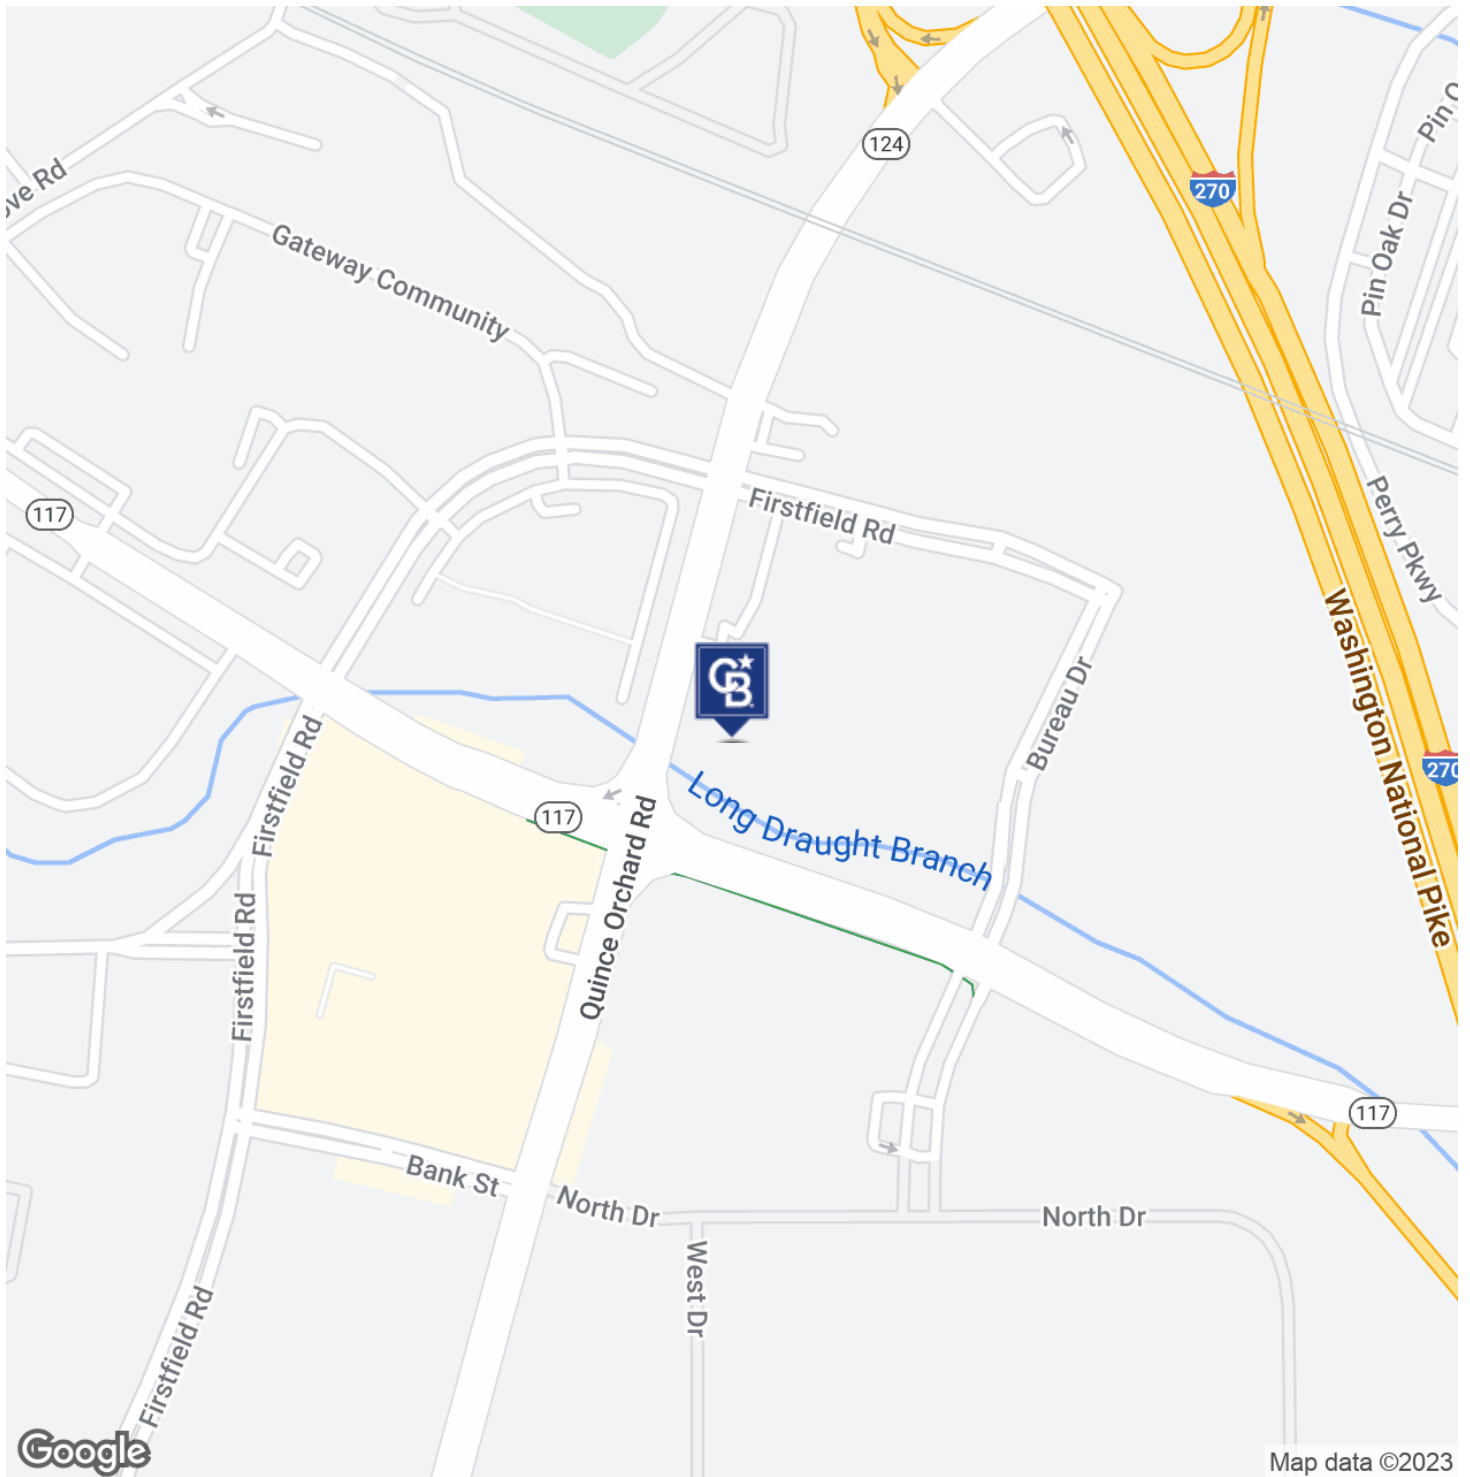 124
270
Pin O
ove Rd
Pin Oak Dr
Gateway Community
117
Firstfield Rd
Perry Pkwy
Washington National Pike
CB
Bureau Dr
Firstfield Rd
270
Long Draught Branch
117
Quince Orchard Rd
Firstfield Rd
117
Bank St
North Dr
North Dr
West Dr
Firstfield Rd
Google
Map data ©2023